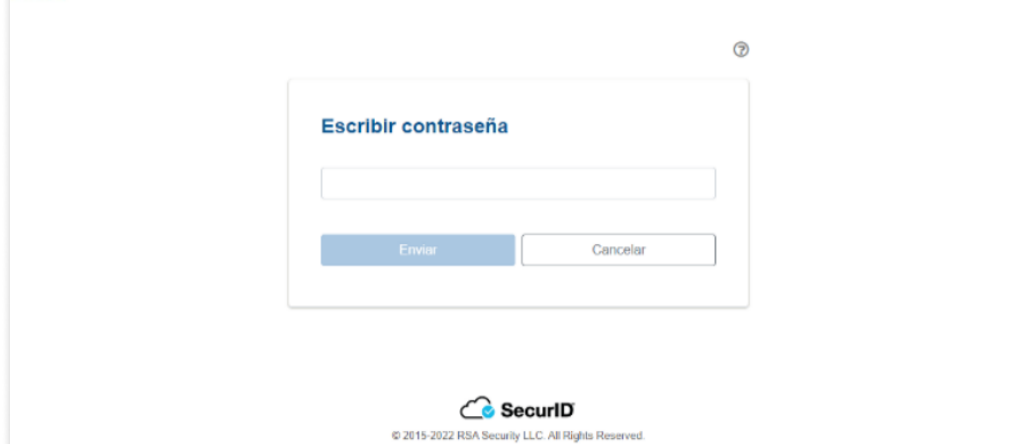 ?
Escribir contraseña
Enviar
Cancelar
SecurID
© 2015-2022 RSA Security LLC. All Rights Reserved.